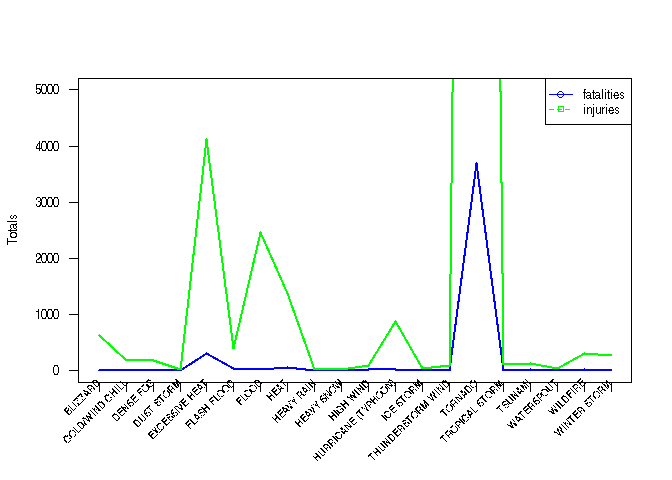 5000
fatalities
injuries
4000
3000
Totals
2000
1000
0
BLIZZARD
COLD/WIND CHILL
DENSE FOG
DUST STORM
EXCESSIVE HEAT
FLASH FLOOD
FLOOD
HEAT
HEAVY RAIN
HEAVY SNOW
HIGH WIND
HURRICANE (TYPHOON)
ICE STORM
THUNDERSTORM WIND
TORNADO
TROPICAL STORM
TSUNAMI
WATERSPOUT
WILDFIRE
WINTER STORM